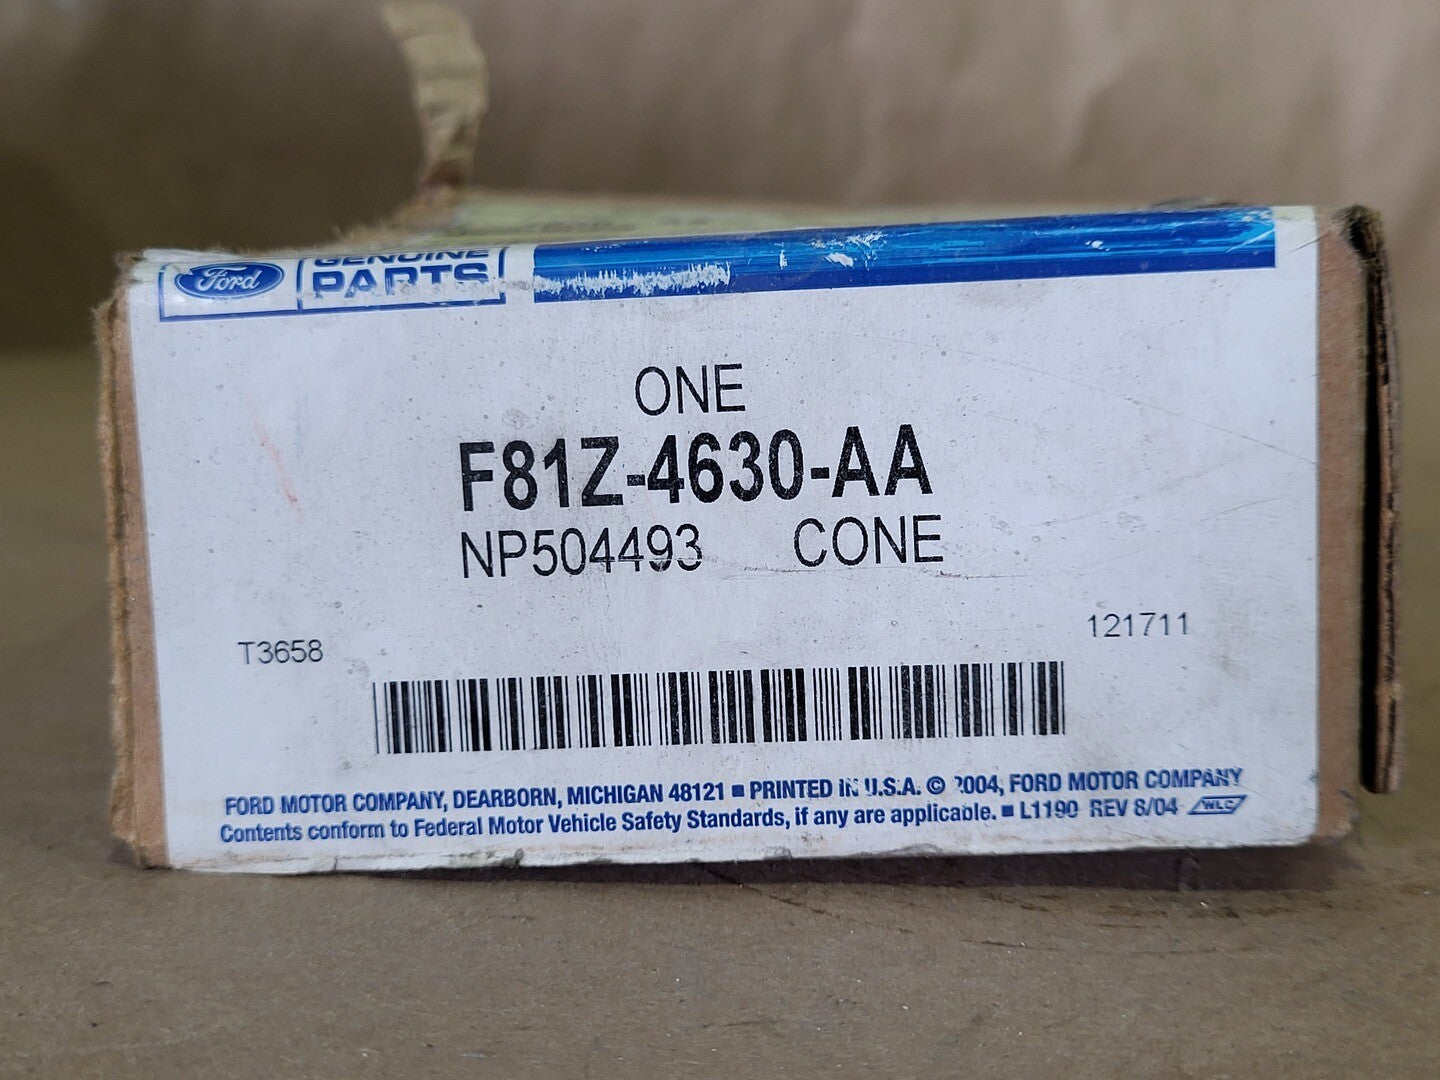 Ford GENUINE
PARTS
ONE
F81Z-4630-AA
NP504493 CONE
T3658
121711
FORD MOTOR COMPANY, DEARBORN, MICHIGAN 48121 ■ PRINTED IN U.S.A. © 2004, FORD MOTOR COMPANY
Contents conform to Federal Motor Vehicle Safety Standards, if any are applicable. ■ L1190 REV 8/04 WLC